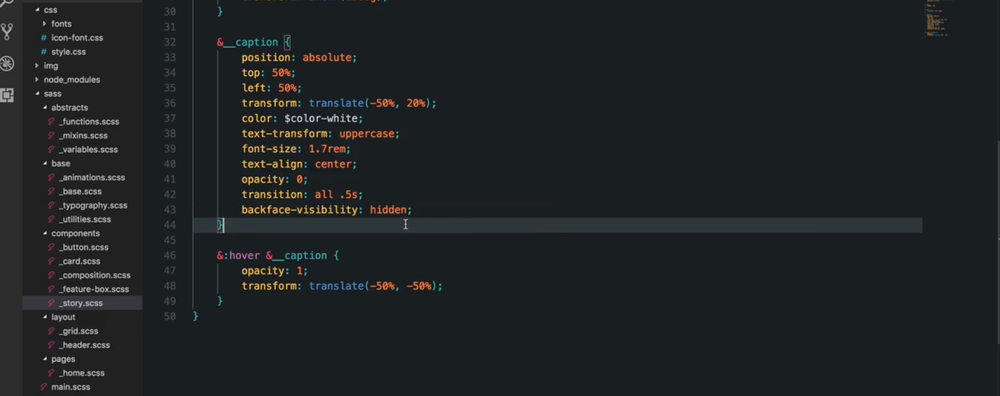 css
fonts
# icon-font.css
# style.css
img
node_modules
sass
abstracts
_functions.scss
_mixins.scss
_variables.scss
base
_animations.scss
_base.scss
_typography.scss
_utilities.scss
components
_button.scss
_card.scss
_composition.scss
_feature-box.scss
_story.scss
layout
_grid.scss
_header.scss
pages
_home.scss
main.scss
30 }
31
32 &__caption {
33 position: absolute;
34 top: 50%;
35 left: 50%;
36 transform: translate(-50%, 20%);
37 color: $color-white;
38 text-transform: uppercase;
39 font-size: 1.7rem;
40 text-align: center;
41 opacity: 0;
42 transition: all .5s;
43 backface-visibility: hidden;
44 }
45
46 &:hover &__caption {
47 opacity: 1;
48 transform: translate(-50%, -50%);
49 }
50 }